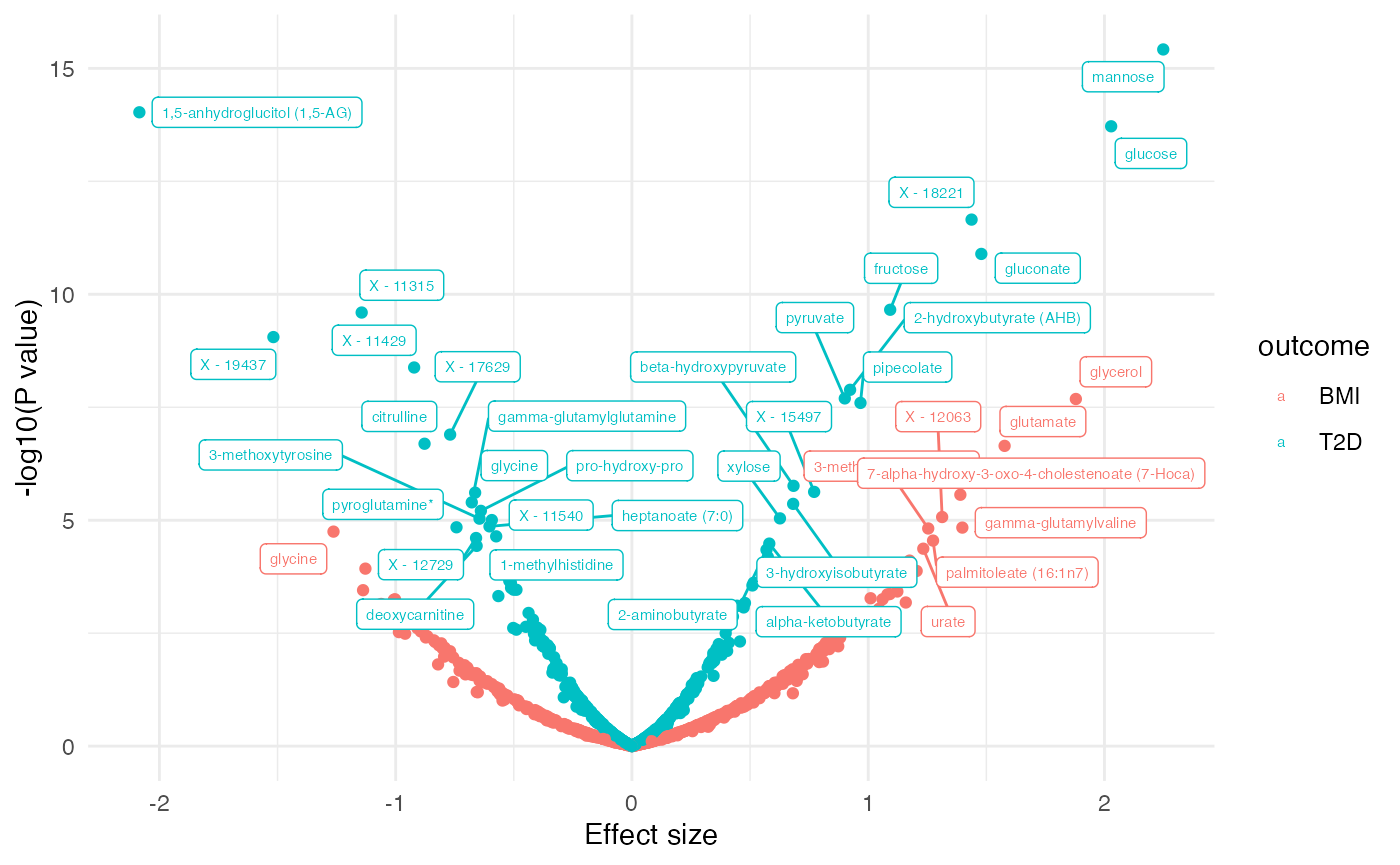 15
mannose
1,5-anhydroglucitol (1,5-AG)
glucose
X - 18221
fructose
gluconate
X - 11315
10
pyruvate
2-hydroxybutyrate (AHB)
X - 11429
X - 19437
X - 17629
beta-hydroxypyruvate
pipecolate
glycerol
citrulline
gamma-glutamylglutamine
X - 15497
X - 12063
glutamate
3-methoxytyrosine
glycine
pro-hydroxy-pro
xylose
3-meth
7-alpha-hydroxy-3-oxo-4-cholestenoate (7-Hoca)
pyroglutamine*
X - 11540
heptanoate (7:0)
gamma-glutamylvaline
5
glycine
X - 12729
1-methylhistidine
3-hydroxyisobutyrate
palmitoleate (16:1n7)
deoxycarnitine
2-aminobutyrate
alpha-ketobutyrate
urate
0
-2
-1
0
1
2
Effect size
-log10(P value)
outcome
a BMI
a T2D